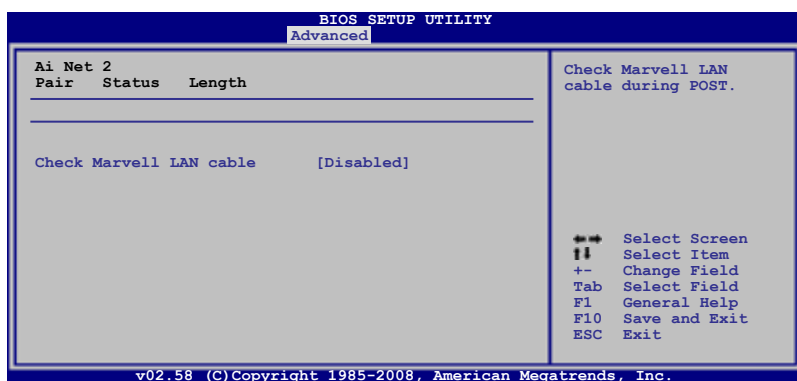 BIOS SETUP UTILITY
Advanced
Ai Net 2
Pair Status Length
Check Marvell LAN cable [Disabled]
Check Marvell LAN
cable during POST.
Select Screen
Select Item
+- Change Field
Tab Select Field
F1 General Help
F10 Save and Exit
ESC Exit
v02.58 (C)Copyright 1985-2008, American Megatrends, Inc.